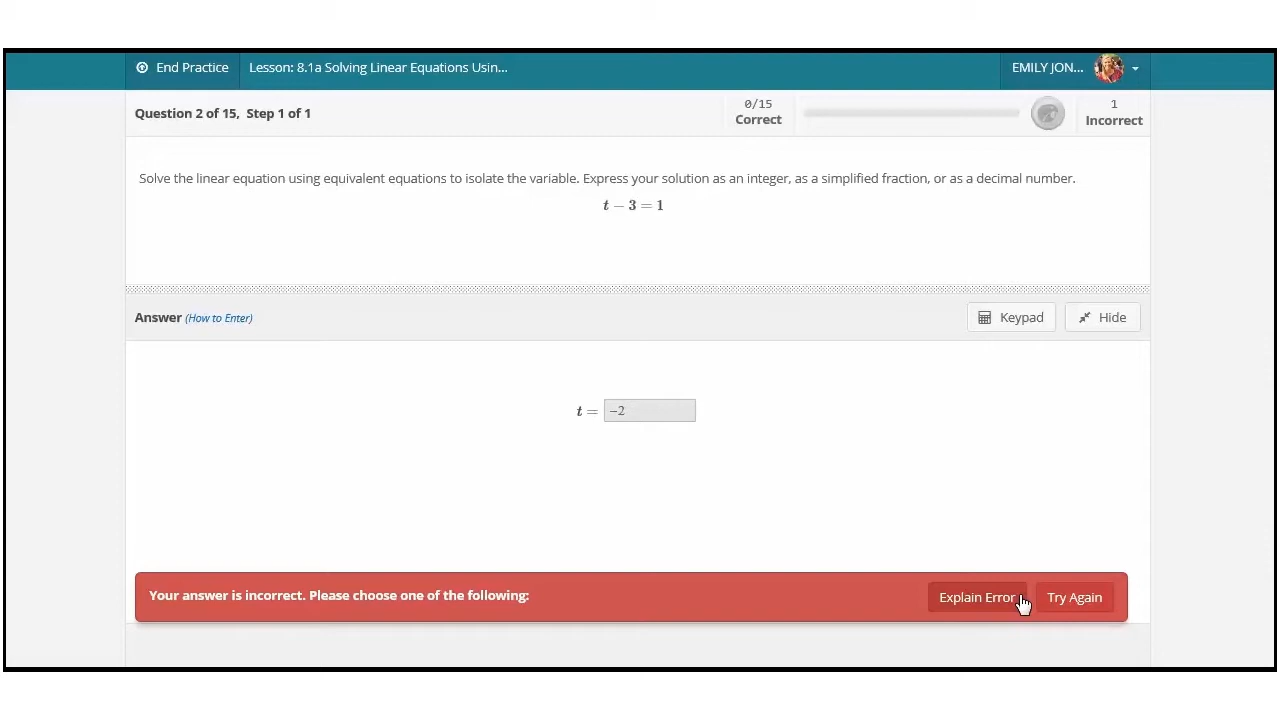 End Practice
Lesson: 8.1a Solving Linear Equations Usin...
EMILY JON...
Question 2 of 15, Step 1 of 1
0/15
Correct
1
Incorrect
Solve the linear equation using equivalent equations to isolate the variable. Express your solution as an integer, as a simplified fraction, or as a decimal number.
t − 3 = 1
Answer (How to Enter)
Keypad
Hide
t = −2
Your answer is incorrect. Please choose one of the following:
Explain Error
Try Again